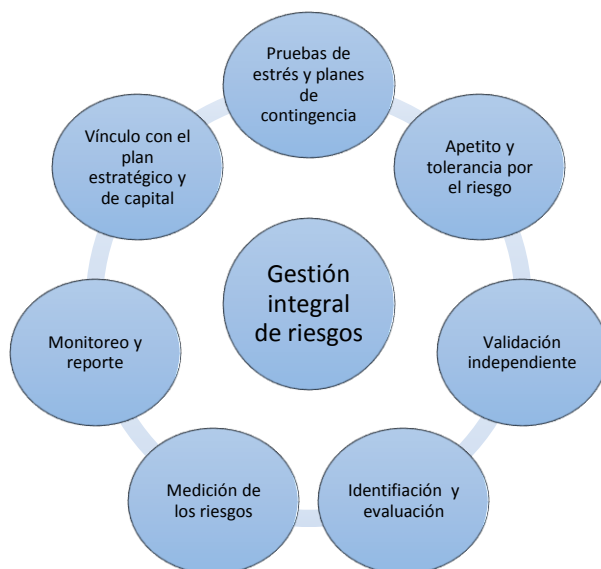 Pruebas de
estrés y planes
de
contingencia
Apetito y
tolerancia por
el riesgo
Validación
independiente
Identifiación y
evaluación
Medición de
los riesgos
Monitoreo y
reporte
Vínculo con el
plan
estratégico y
de capital
Gestión
integral
de riesgos